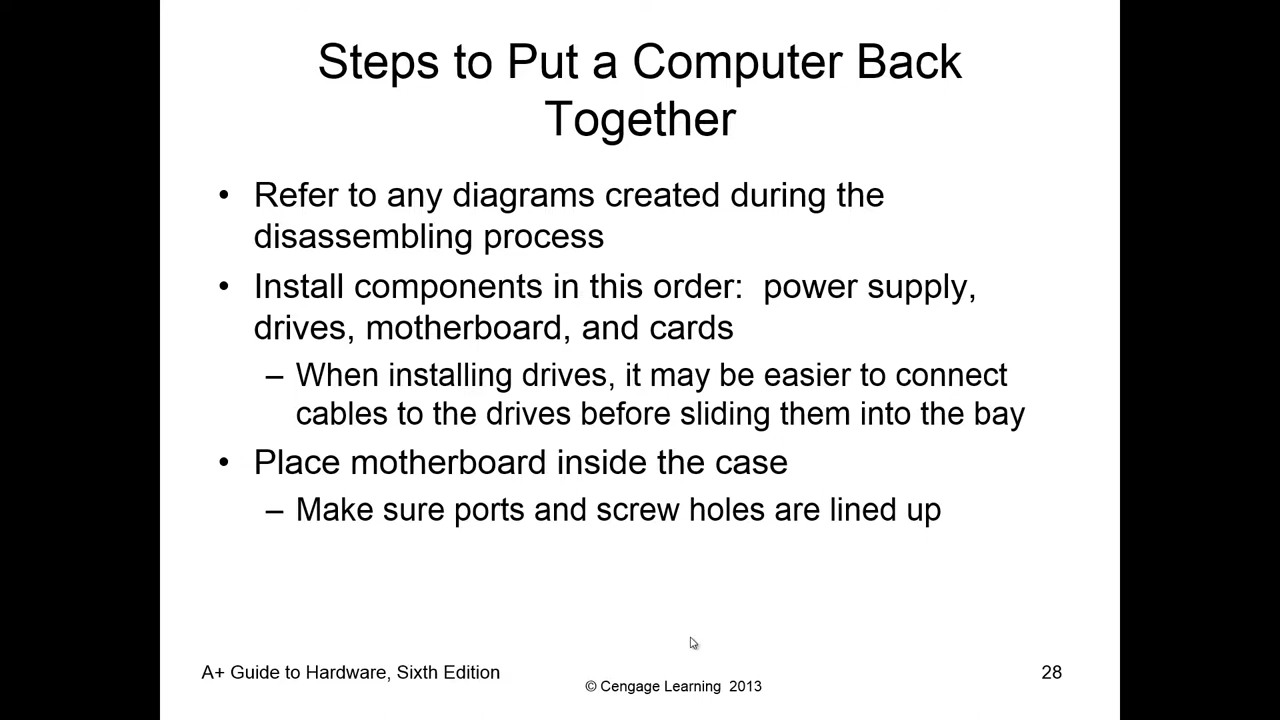 Steps to Put a Computer Back
Together
• Refer to any diagrams created during the
disassembling process
• Install components in this order:  power supply,
drives, motherboard, and cards
– When installing drives, it may be easier to connect
cables to the drives before sliding them into the bay
• Place motherboard inside the case
– Make sure ports and screw holes are lined up
A+ Guide to Hardware, Sixth Edition
© Cengage Learning  2013
28